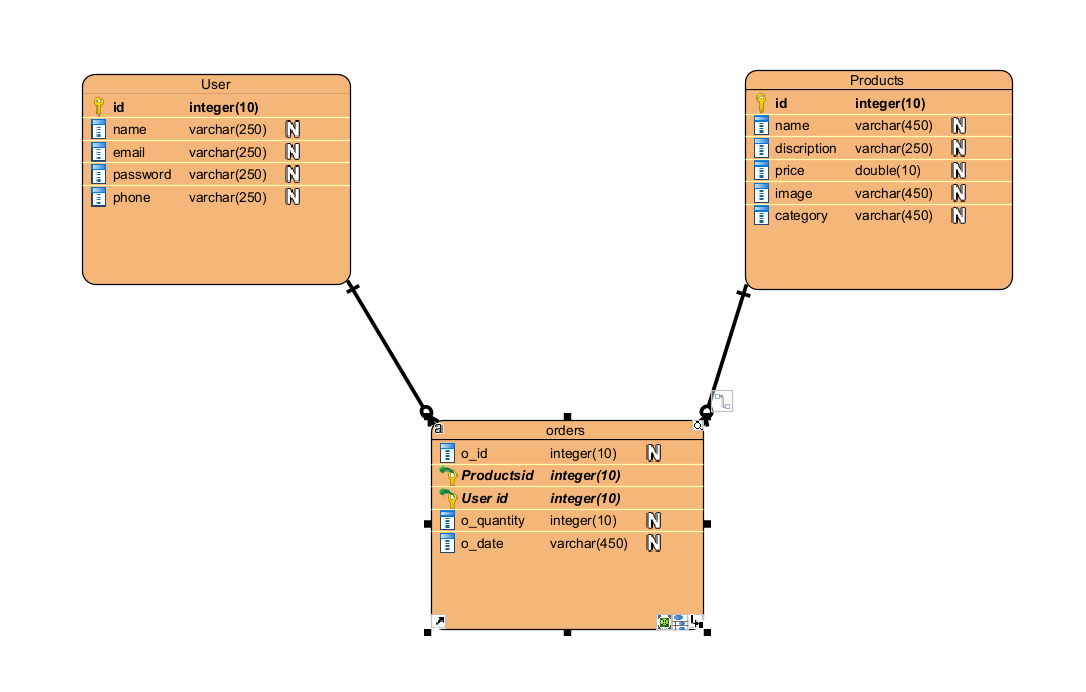 User
id integer(10)
name varchar(250) N
email varchar(250) N
password varchar(250) N
phone varchar(250) N
Products
id integer(10)
name varchar(450) N
discription varchar(250) N
price double(10) N
image varchar(450) N
category varchar(450) N
a
orders
o_id integer(10) N
Productsid integer(10)
User id integer(10)
o_quantity integer(10) N
o_date varchar(450) N